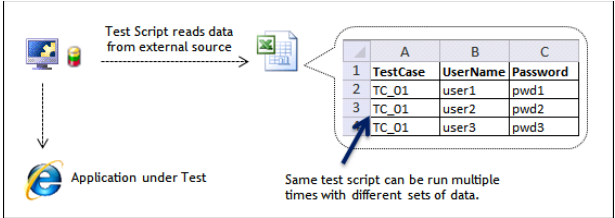 Test Script reads data
from external source
A B C
1 TestCase UserName Password
2 TC_01 user1 pwd1
3 TC_01 user2 pwd2
TC_01 user3 pwd3
Application under Test
Same test script can be run multiple
times with different sets of data.